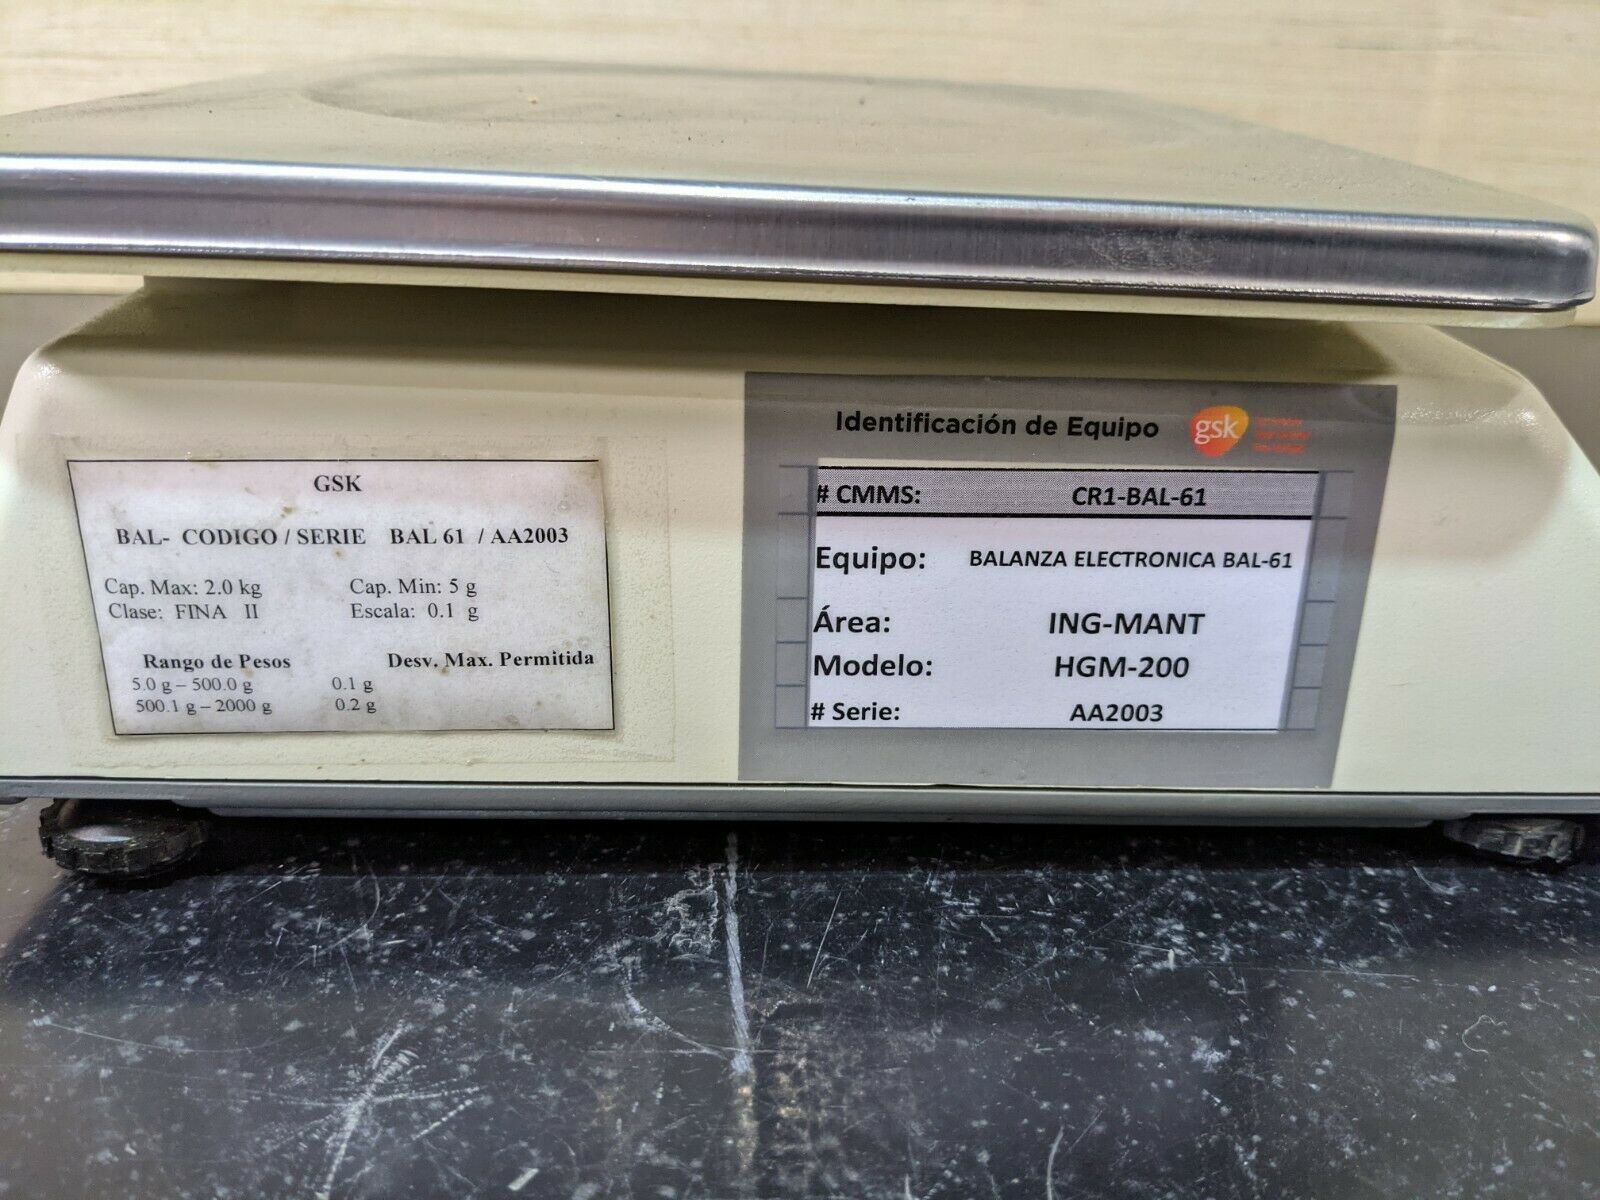 GSK
BAL- CODIGO / SERIE BAL 61 / AA2003
Cap. Max: 2.0 kg Cap. Min: 5 g
Clase: FINA II Escala: 0.1 g
Rango de Pesos Desv. Max. Permitida
5.0 g – 500.0 g 0.1 g
500.1 g – 2000 g 0.2 g
Identificación de Equipo gsk
# CMMS: CR1-BAL-61
Equipo: BALANZA ELECTRONICA BAL-61
Área: ING-MANT
Modelo: HGM-200
# Serie: AA2003